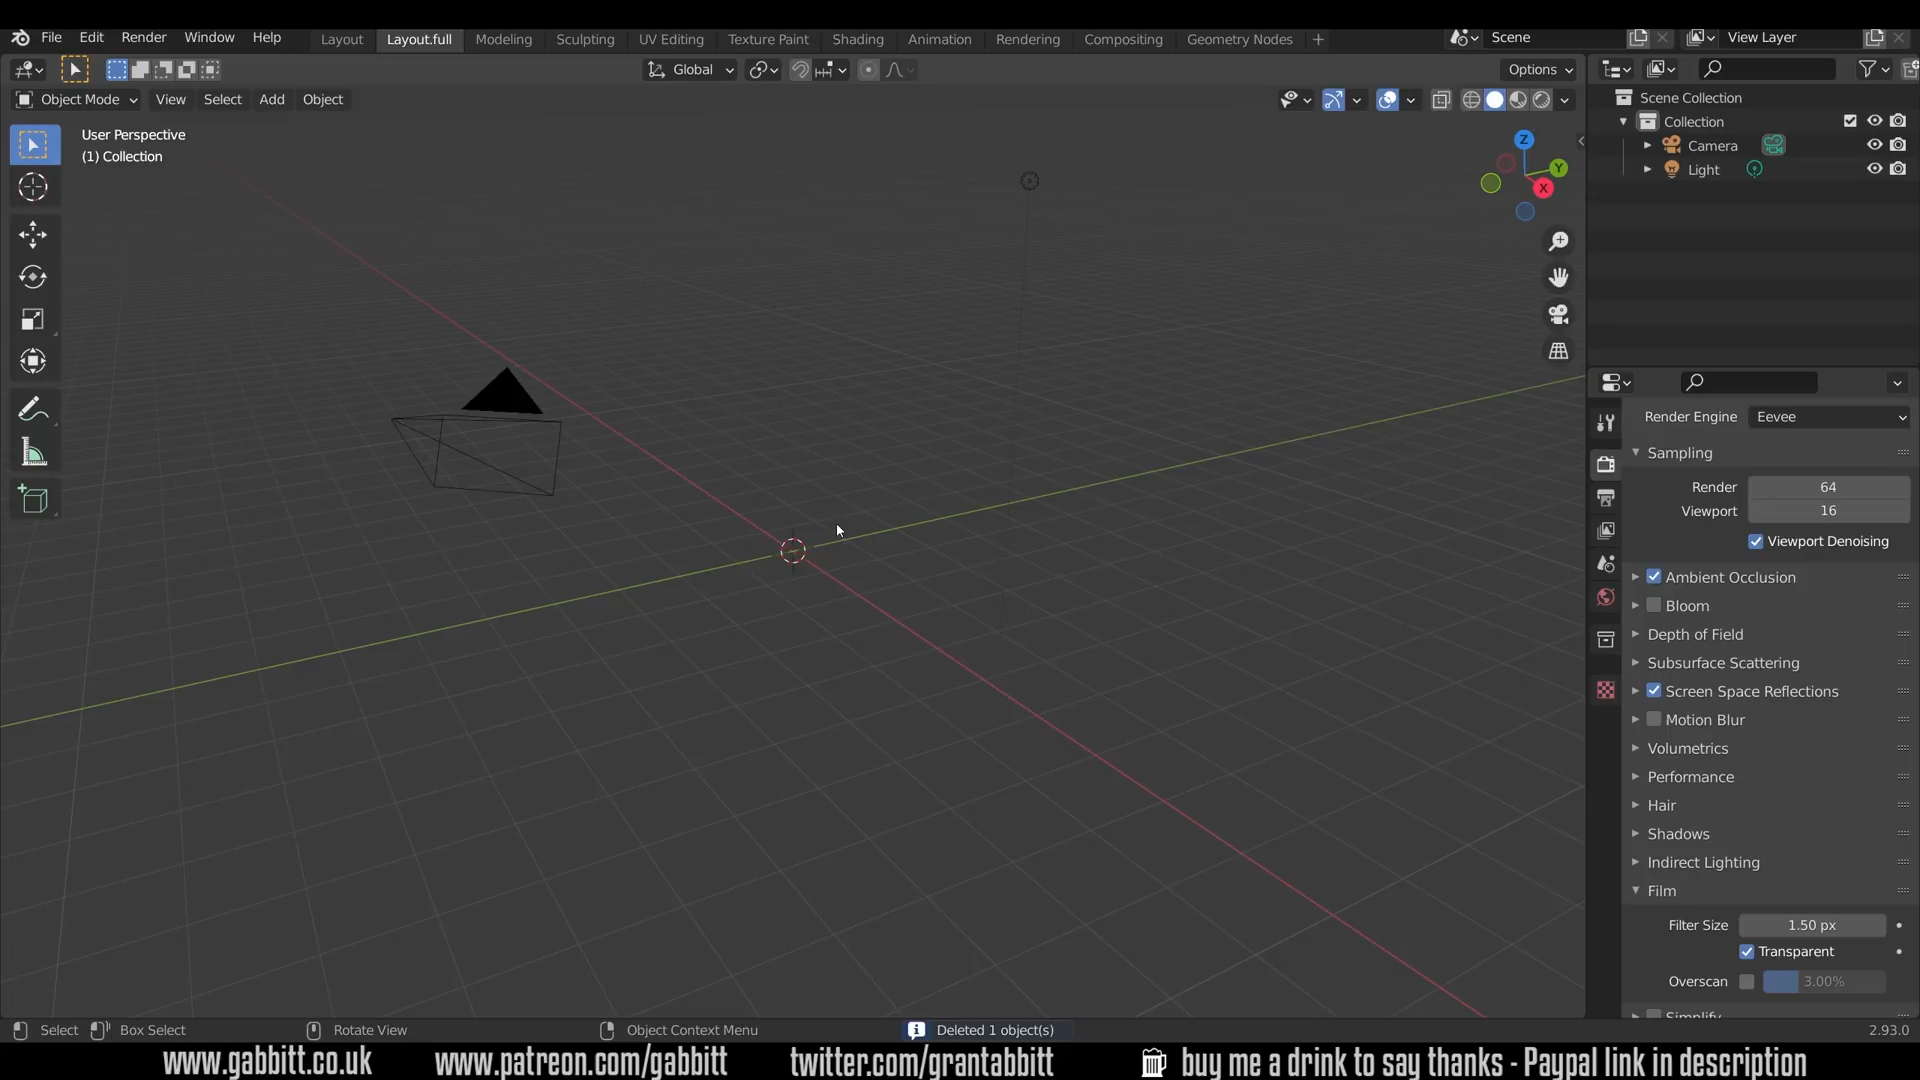 File Edit Render Window Help Layout Layout.full Modeling Sculpting UV Editing Texture Paint Shading Animation Rendering Compositing Geometry Nodes + Scene View Layer
Global Options
Object Mode View Select Add Object
User Perspective
(1) Collection
Z
Y
X
Scene Collection
Collection
Camera
Light
Render Engine Eevee
Sampling
Render 64
Viewport 16
Viewport Denoising
Ambient Occlusion
Bloom
Depth of Field
Subsurface Scattering
Screen Space Reflections
Motion Blur
Volumetrics
Performance
Hair
Shadows
Indirect Lighting
Film
Filter Size 1.50 px
Transparent
Overscan 3.00%
Simplify
Select Box Select Rotate View Object Context Menu Deleted 1 object(s) 2.93.0
www.gabbitt.co.uk www.patreon.com/gabbitt twitter.com/grantabbitt buy me a drink to say thanks - Paypal link in description